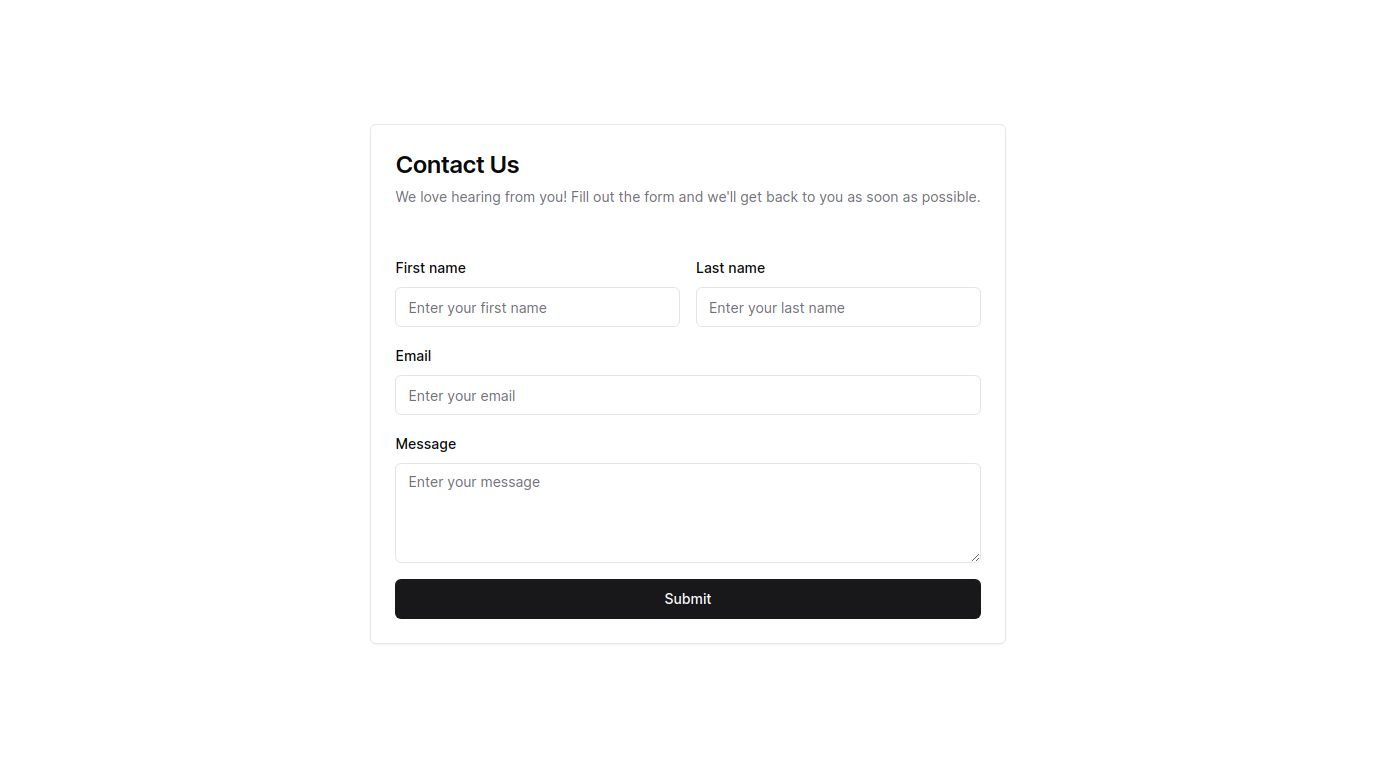 Contact Us
We love hearing from you! Fill out the form and we'll get back to you as soon as possible.
First name
Last name
Enter your first name
Enter your last name
Email
Enter your email
Message
Enter your message
Submit